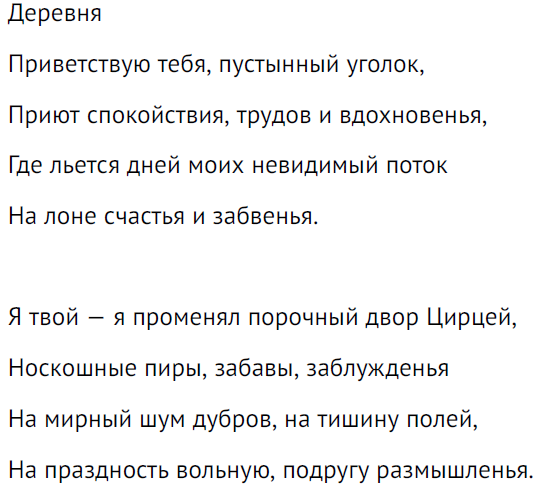 Деревня
Приветствую тебя, пустынный уголок,
Приют спокойствия, трудов и вдохновенья,
Где льется дней моих невидимый поток
На лоне счастья и забвенья.
Я твой — я променял порочный двор Цирцей,
Носкошные пиры, забавы, заблужденья
На мирный шум дубров, на тишину полей,
На праздность вольную, подругу размышленья.